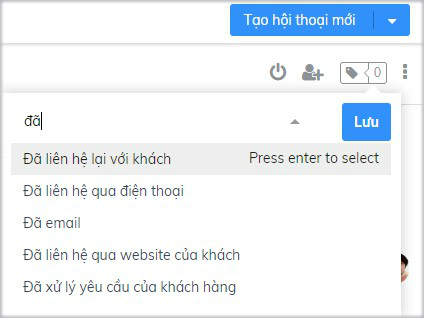 Tạo hội thoại mới
0
đã
Lưu
Đã liên hệ lại với khách Press enter to select
Đã liên hệ qua điện thoại
Đã email
Đã liên hệ qua website của khách
Đã xử lý yêu cầu của khách hàng